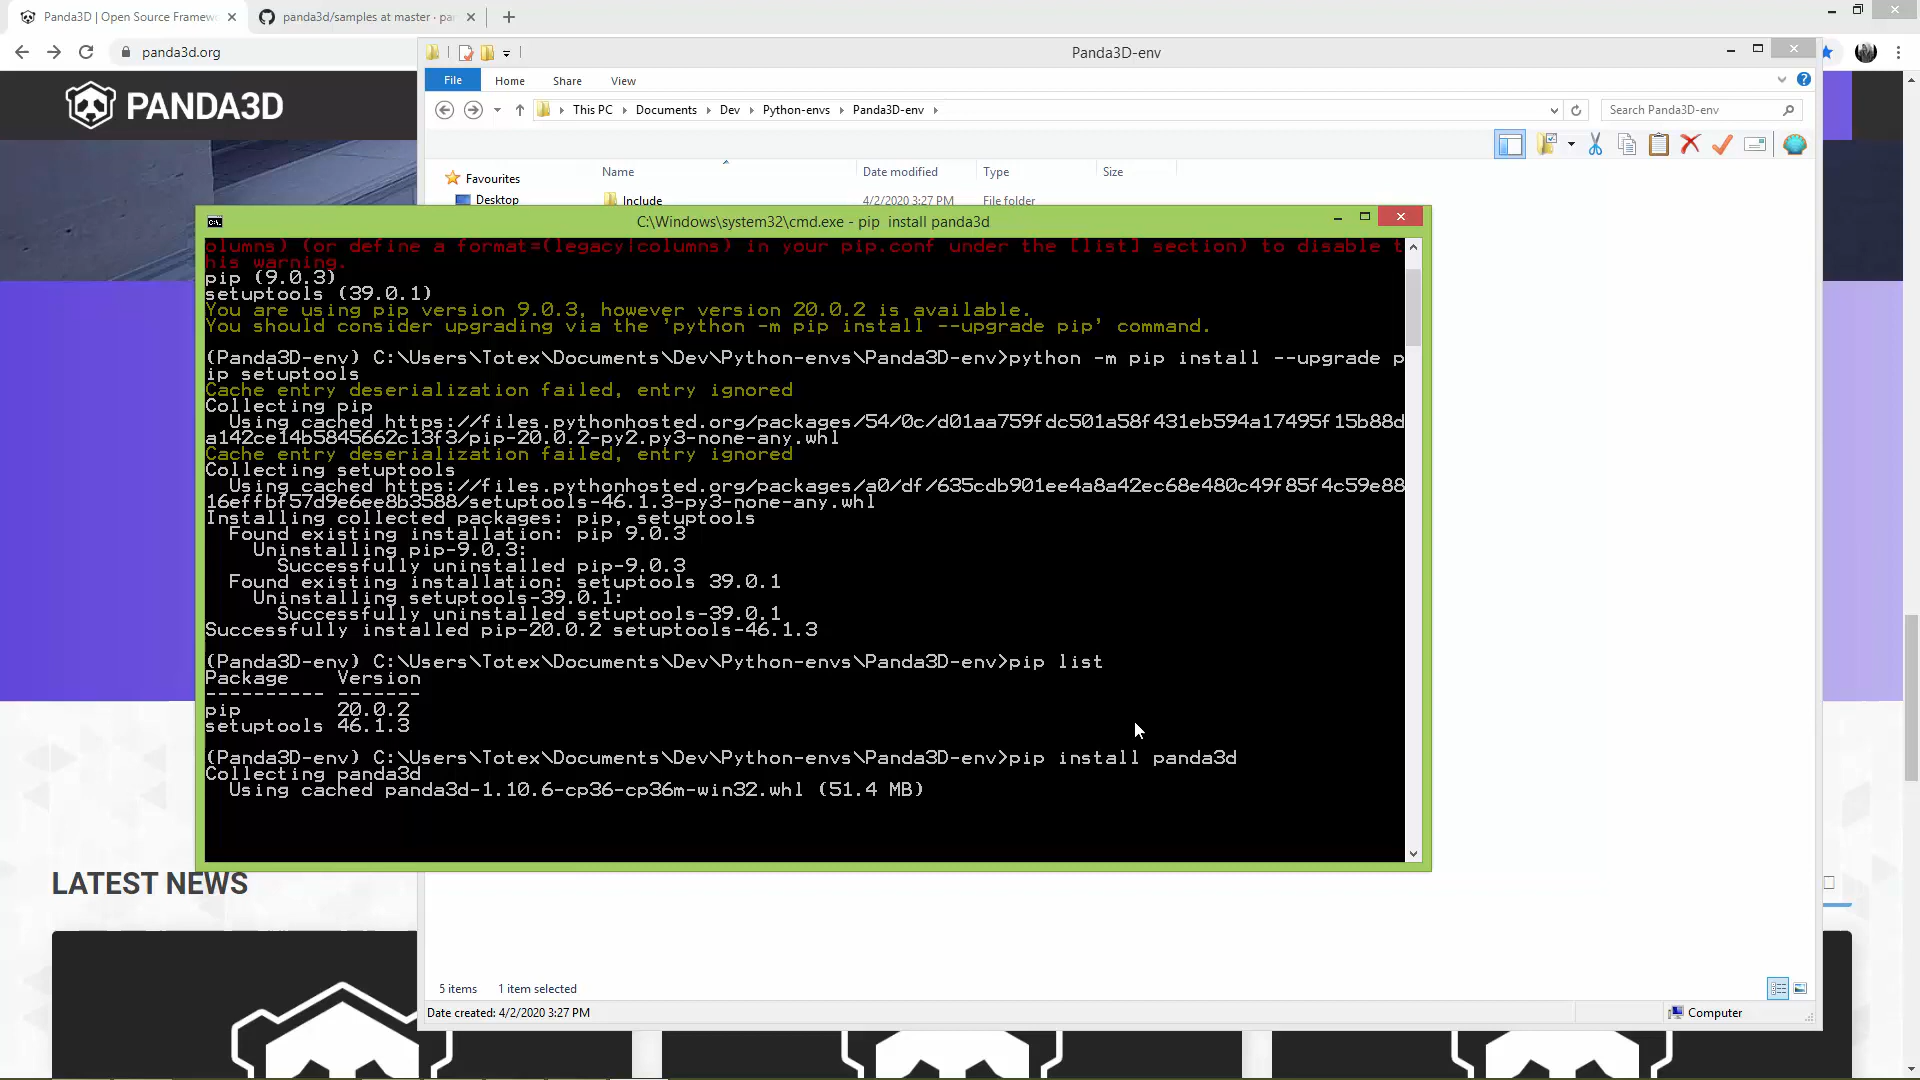 Panda3D | Open Source Framewo
panda3d/samples at master · pan
panda3d.org
PANDA3D
Panda3D-env
File
Home
Share
View
This PC
Documents
Dev
Python-envs
Panda3D-env
Search Panda3D-env
Name
Date modified
Type
Size
Favourites
Desktop
Include
4/2/2020 3:27 PM
File folder
C:\Windows\system32\cmd.exe - pip  install panda3d
olumns) (or define a format=(legacy|columns) in your pip.conf under the [list] section) to disable t
his warning.
pip (9.0.3)
setuptools (39.0.1)
You are using pip version 9.0.3, however version 20.0.2 is available.
You should consider upgrading via the 'python -m pip install --upgrade pip' command.
(Panda3D-env) C:\Users\Totex\Documents\Dev\Python-envs\Panda3D-env>python -m pip install --upgrade p
ip setuptools
Cache entry deserialization failed, entry ignored
Collecting pip
Using cached https://files.pythonhosted.org/packages/54/0c/d01aa759fdc501a58f431eb594a17495f15b88d
a142ce14b5845662c13f3/pip-20.0.2-py2.py3-none-any.whl
Cache entry deserialization failed, entry ignored
Collecting setuptools
Using cached https://files.pythonhosted.org/packages/a0/df/635cdb901ee4a8a42ec68e480c49f85f4c59e88
16effbf57d9e6ee8b3588/setuptools-46.1.3-py3-none-any.whl
Installing collected packages: pip, setuptools
Found existing installation: pip 9.0.3
Uninstalling pip-9.0.3:
Successfully uninstalled pip-9.0.3
Found existing installation: setuptools 39.0.1
Uninstalling setuptools-39.0.1:
Successfully uninstalled setuptools-39.0.1
Successfully installed pip-20.0.2 setuptools-46.1.3
(Panda3D-env) C:\Users\Totex\Documents\Dev\Python-envs\Panda3D-env>pip list
Package    Version
---------- -------
pip        20.0.2
setuptools 46.1.3
(Panda3D-env) C:\Users\Totex\Documents\Dev\Python-envs\Panda3D-env>pip install panda3d
Collecting panda3d
Using cached panda3d-1.10.6-cp36-cp36m-win32.whl (51.4 MB)
LATEST NEWS
5 items
1 item selected
Date created: 4/2/2020 3:27 PM
Computer